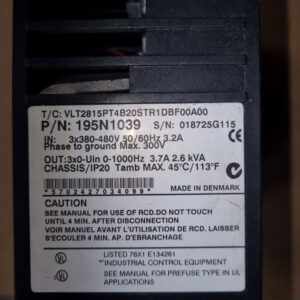 T/C: VLT2815PT4B20STR1DBF00A00
P/N: 195N1039 S/N: 018725G115
IN: 3x380-480V 50/60Hz 3.2A
Phase to ground Max. 300V
OUT:3x0-Uin 0-1000Hz 3.7A 2.6 kVA
CHASSIS/IP20 Tamb MAX. 45°C/113°F
*5702427034099*
MADE IN DENMARK
CAUTION
SEE MANUAL FOR USE OF RCD.DO NOT TOUCH
UNTIL 4 MIN. AFTER DISCONNECTION
VOIR MANUEL AVANT L'UTILISATION DE RCD. LAISSER
S'ECOULER 4 MIN. AP. D'EBRANCHAGE
LISTED 76X1 E134261
INDUSTRIAL CONTROL EQUIPMENT
SEE MANUAL FOR PREFUSE TYPE IN UL
APPLICATIONS